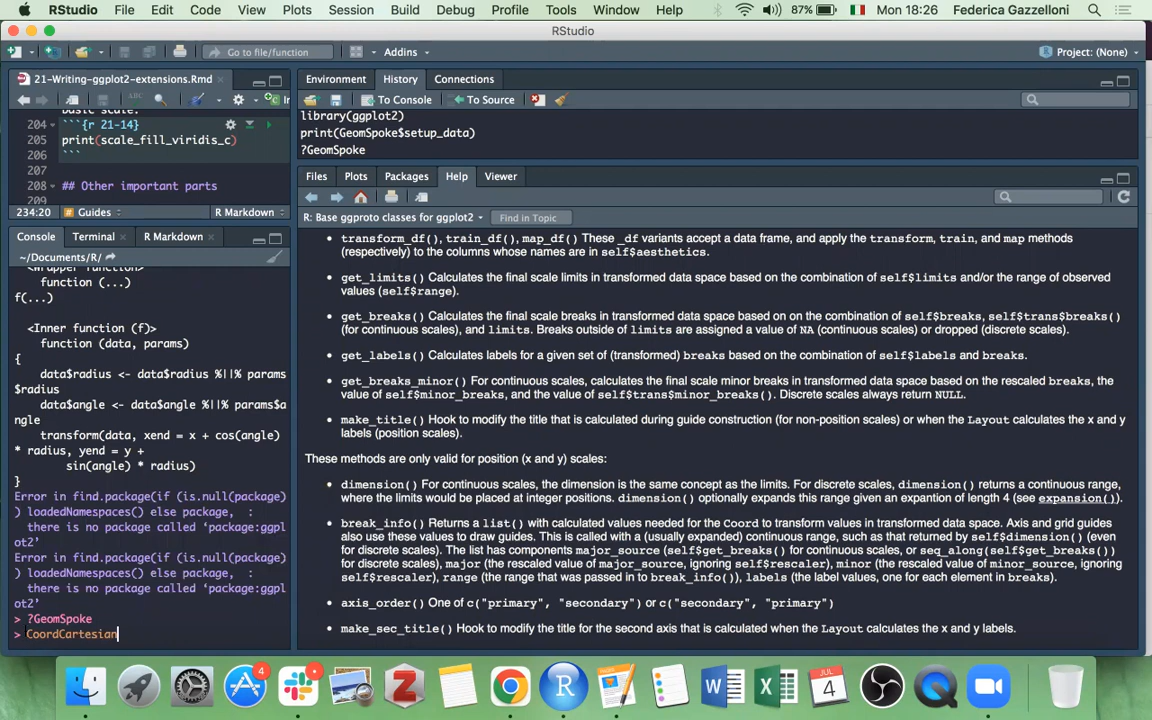 RStudio File Edit Code View Plots Session Build Debug Profile Tools Window Help 87% Mon 18:26 Federica Gazzelloni
RStudio
Go to file/function Addins Project: (None)
21-Writing-ggplot2-extensions.Rmd
basic scale.
204 ```{r 21-14}
205 print(scale_fill_viridis_c)
206 ```
207
208 ## Other important parts
209
234:20 Guides R Markdown
Console Terminal R Markdown
~/Documents/R/
<Wrapper function>
function (...)
f(...)
<Inner function (f)>
function (data, params)
{
data$radius <- data$radius %||% params
$radius
data$angle <- data$angle %||% params$a
ngle
transform(data, xend = x + cos(angle)
* radius, yend = y +
sin(angle) * radius)
}
Error in find.package(if (is.null(package)
) loadedNamespaces() else package, :
there is no package called ‘package:ggpl
ot2’
Error in find.package(if (is.null(package)
) loadedNamespaces() else package, :
there is no package called ‘package:ggpl
ot2’
> ?GeomSpoke
> CoordCartesian
Environment History Connections
To Console To Source
library(ggplot2)
print(GeomSpoke$setup_data)
?GeomSpoke
Files Plots Packages Help Viewer
R: Base ggproto classes for ggplot2 Find in Topic
transform_df(), train_df(), map_df() These _df variants accept a data frame, and apply the transform, train, and map methods
(respectively) to the columns whose names are in self$aesthetics.
get_limits() Calculates the final scale limits in transformed data space based on the combination of self$limits and/or the range of observed
values (self$range).
get_breaks() Calculates the final scale breaks in transformed data space based on on the combination of self$breaks, self$trans$breaks()
(for continuous scales), and limits. Breaks outside of limits are assigned a value of NA (continuous scales) or dropped (discrete scales).
get_labels() Calculates labels for a given set of (transformed) breaks based on the combination of self$labels and breaks.
get_breaks_minor() For continuous scales, calculates the final scale minor breaks in transformed data space based on the rescaled breaks, the
value of self$minor_breaks, and the value of self$trans$minor_breaks(). Discrete scales always return NULL.
make_title() Hook to modify the title that is calculated during guide construction (for non-position scales) or when the Layout calculates the x and y
labels (position scales).
These methods are only valid for position (x and y) scales:
dimension() For continuous scales, the dimension is the same concept as the limits. For discrete scales, dimension() returns a continuous range,
where the limits would be placed at integer positions. dimension() optionally expands this range given an expantion of length 4 (see expansion()).
break_info() Returns a list() with calculated values needed for the Coord to transform values in transformed data space. Axis and grid guides
also use these values to draw guides. This is called with a (usually expanded) continuous range, such as that returned by self$dimension() (even
for discrete scales). The list has components major_source (self$get_breaks() for continuous scales, or seq_along(self$get_breaks())
for discrete scales), major (the rescaled value of major_source, ignoring self$rescaler), minor (the rescaled value of minor_source, ignoring
self$rescaler), range (the range that was passed in to break_info()), labels (the label values, one for each element in breaks).
axis_order() One of c("primary", "secondary") or c("secondary", "primary")
make_sec_title() Hook to modify the title for the second axis that is calculated when the Layout calculates the x and y labels.
4
JUL
4